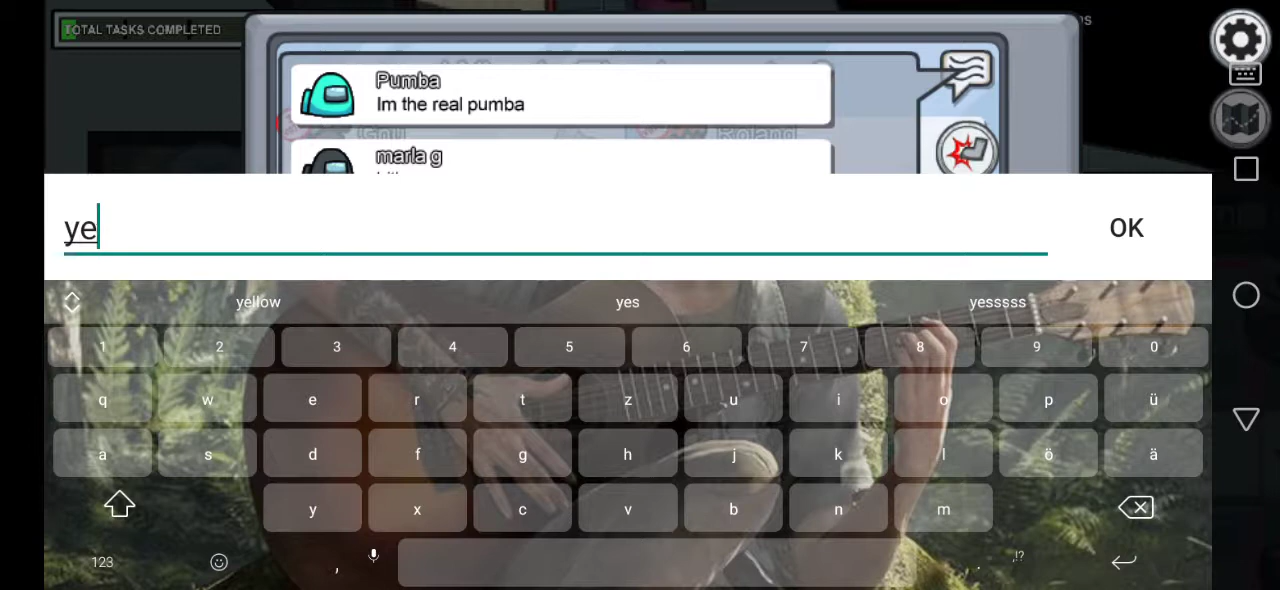 TOTAL TASKS COMPLETED
Pumba
Im the real pumba
Roland
marla g
ye
OK
yellow yes yesssss
1 2 3 4 5 6 7 8 9 0
q w e r t z u i o p ü
a s d f g h j k l ö ä
y x c v b n m
123 , . !?